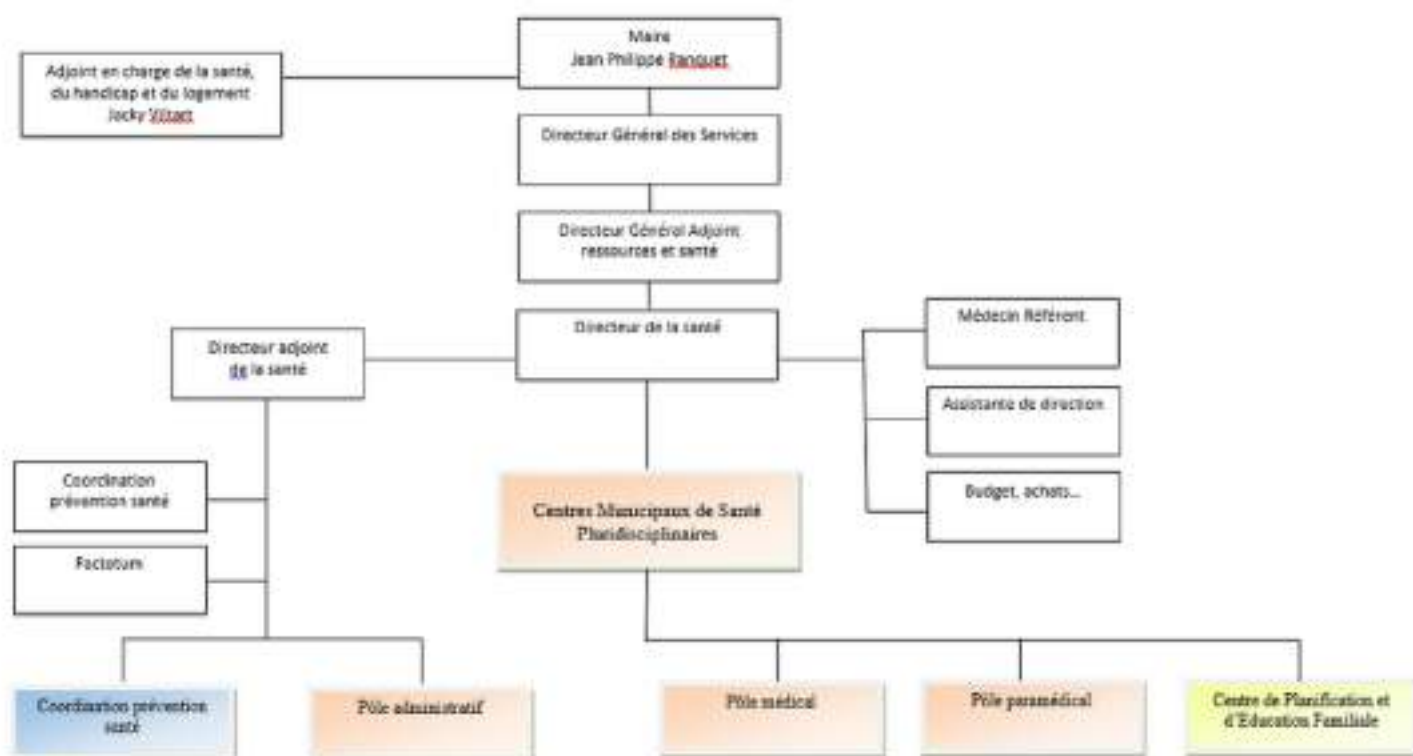 Maire
Jean Philippe Ranquet
Adjoint en charge de la santé,
du handicap et du logement
Jacky Viltart
Directeur Général des Services
Directeur Général Adjoint
ressources et santé
Directeur de la santé
Directeur adjoint
de la santé
Médecin Référent
Assistante de direction
Budget, achats...
Coordination
prévention santé
Factotum
Centres Municipaux de Santé
Pluridisciplinaires
Coordination prévention
santé
Pôle administratif
Pôle médical
Pôle paramédical
Centre de Planification et
d'Education Familiale